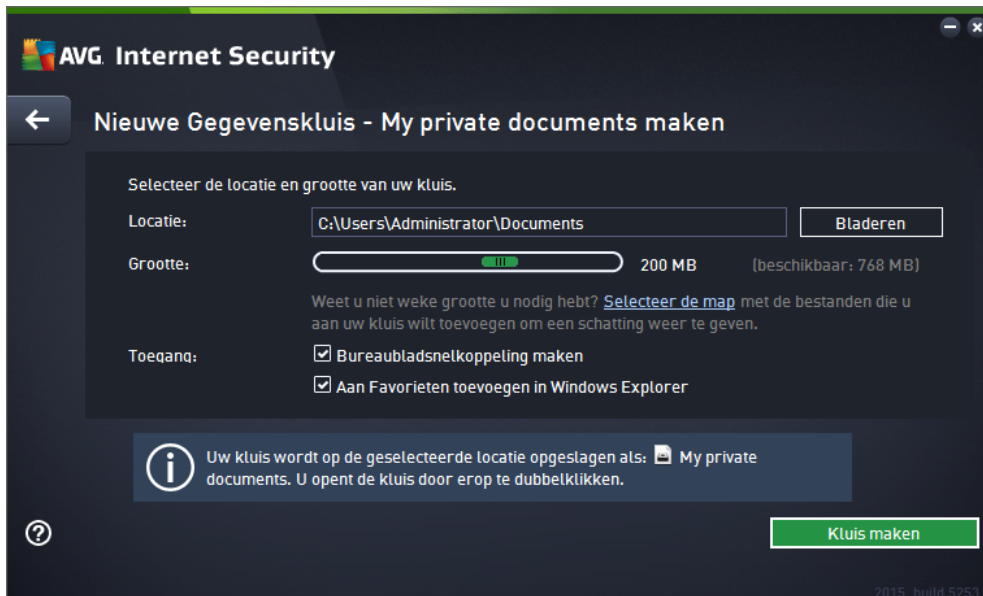 AVG. Internet Security
Nieuwe Gegevenskluis - My private documents maken
Selecteer de locatie en grootte van uw kluis.
Locatie:
C:\Users\Administrator\Documents
Bladeren
Grootte:
200 MB
(beschikbaar: 768 MB)
Weet u niet weke grootte u nodig hebt? Selecteer de map met de bestanden die u
aan uw kluis wilt toevoegen om een schatting weer te geven.
Toegang:
Bureaubladsnelkoppeling maken
Aan Favorieten toevoegen in Windows Explorer
Uw kluis wordt op de geselecteerde locatie opgeslagen als: My private
documents. U opent de kluis door erop te dubbelklikken.
Kluis maken
2015, build 5253